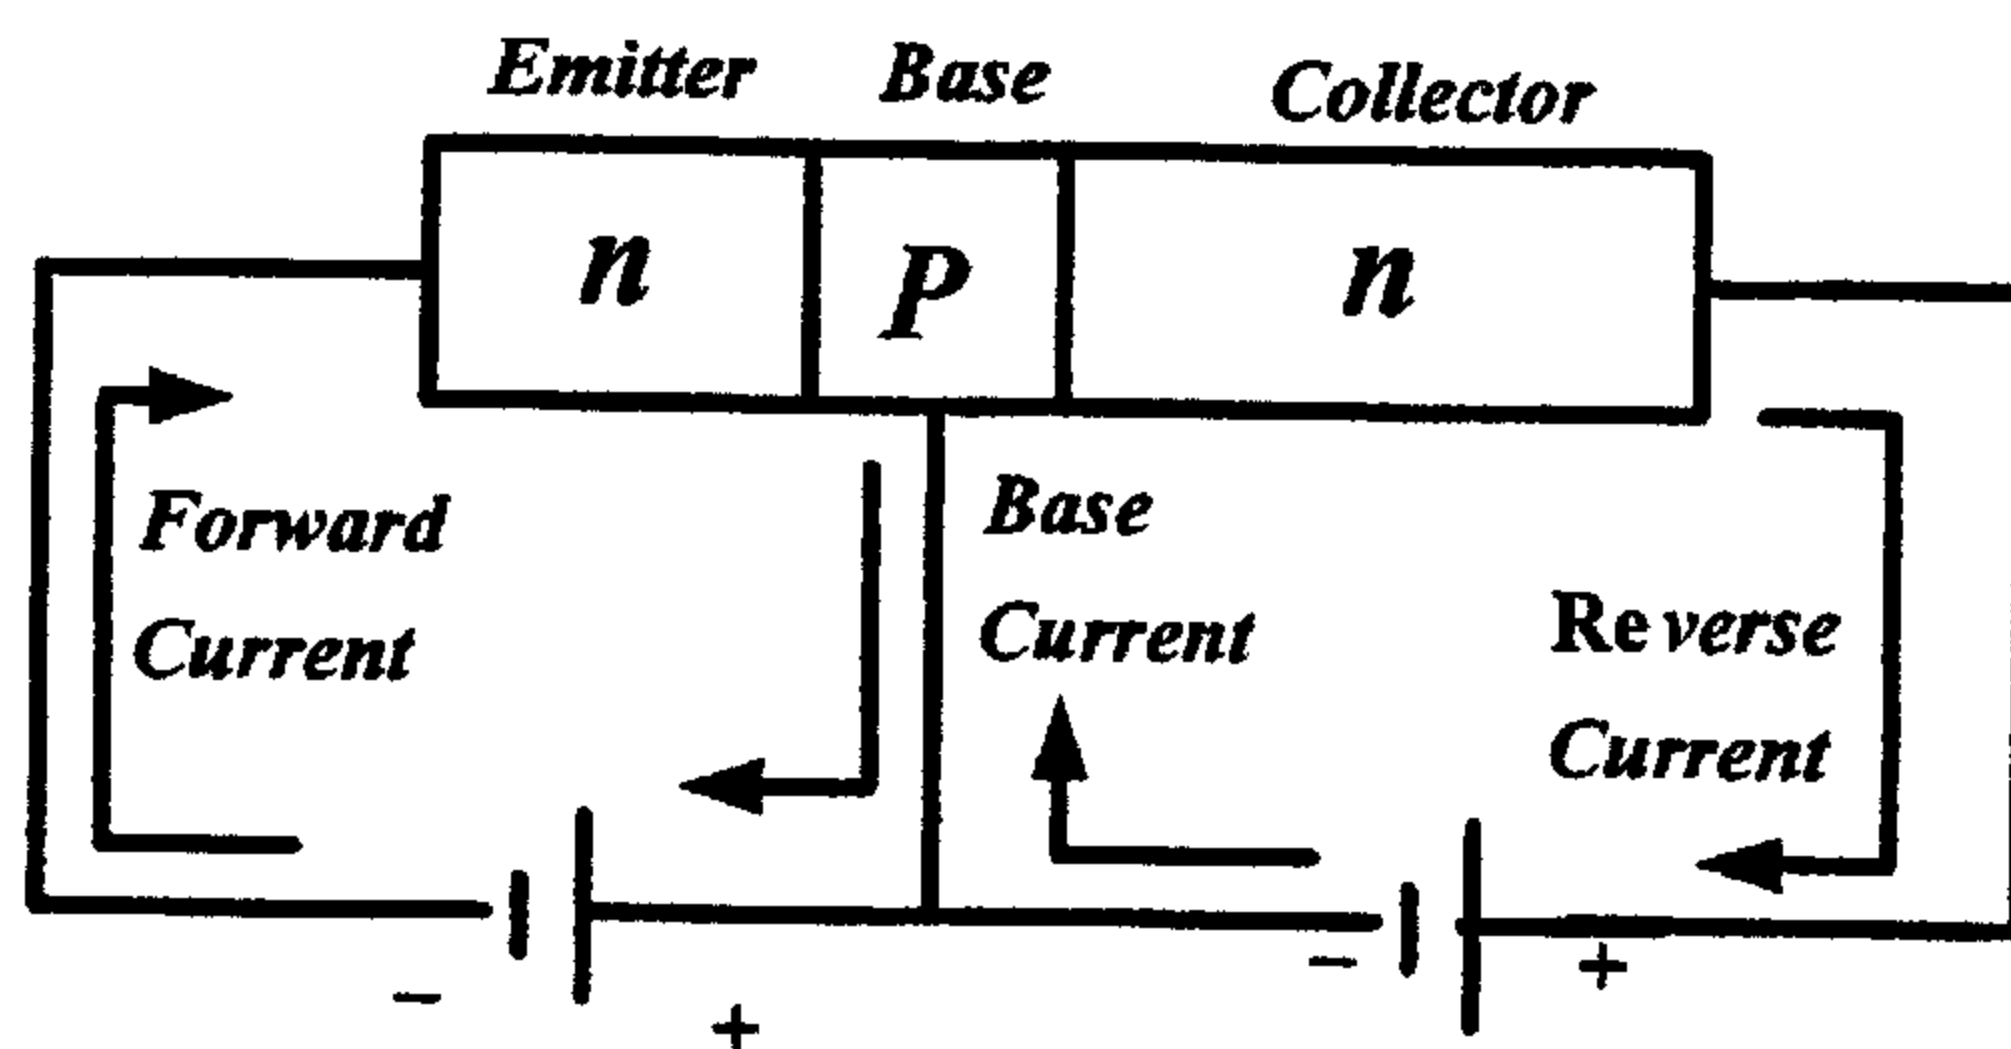 Emitter Base Collector
n P n
Forward
Current
Base
Current
Reverse
Current
− +
− +